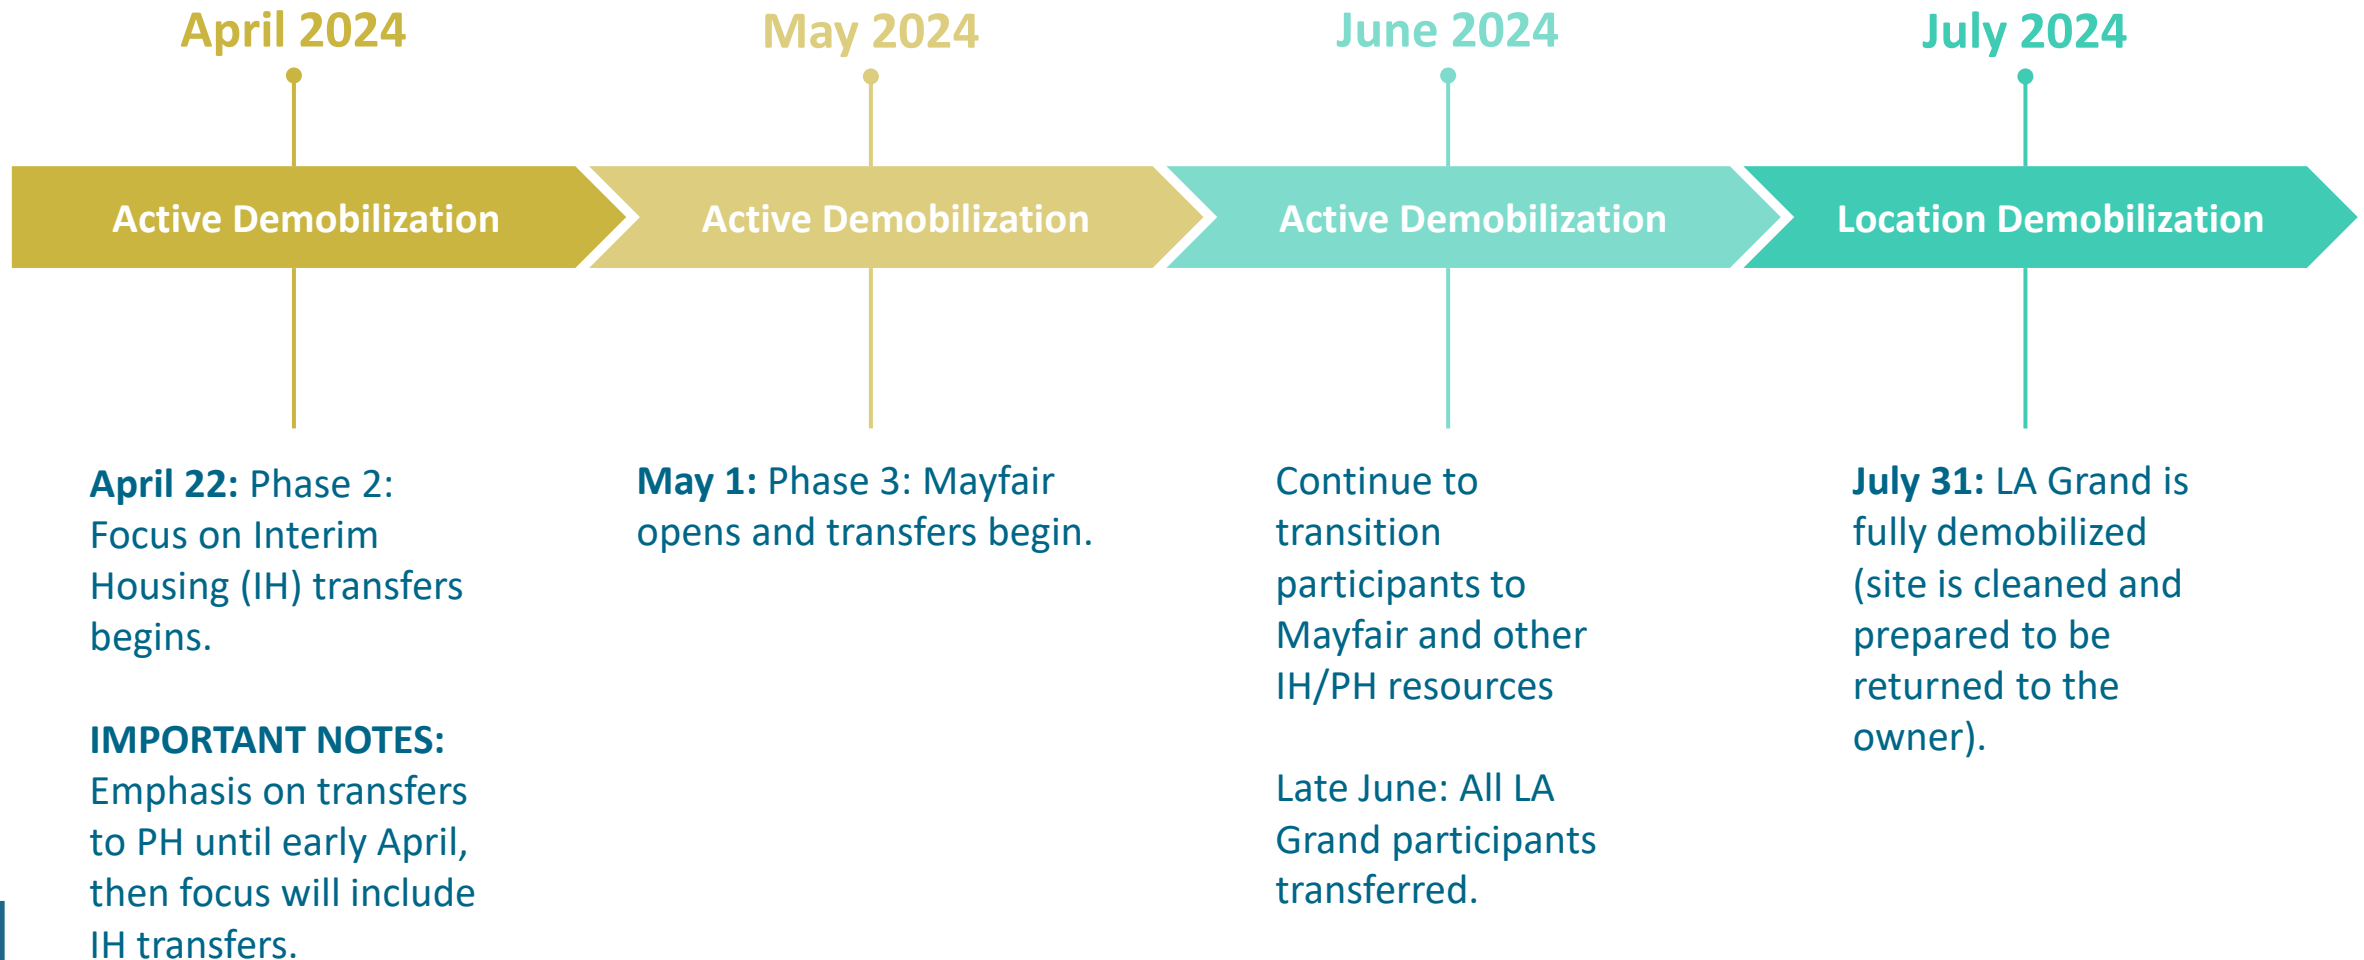 April 2024
May 2024
June 2024
July 2024
Active Demobilization
Active Demobilization
Active Demobilization
Location Demobilization
April 22: Phase 2:
Focus on Interim
Housing (IH) transfers
begins.
IMPORTANT NOTES:
Emphasis on transfers
to PH until early April,
then focus will include
IH transfers.
May 1: Phase 3: Mayfair
opens and transfers begin.
Continue to
transition
participants to
Mayfair and other
IH/PH resources
Late June: All LA
Grand participants
transferred.
July 31: LA Grand is
fully demobilized
(site is cleaned and
prepared to be
returned to the
owner).